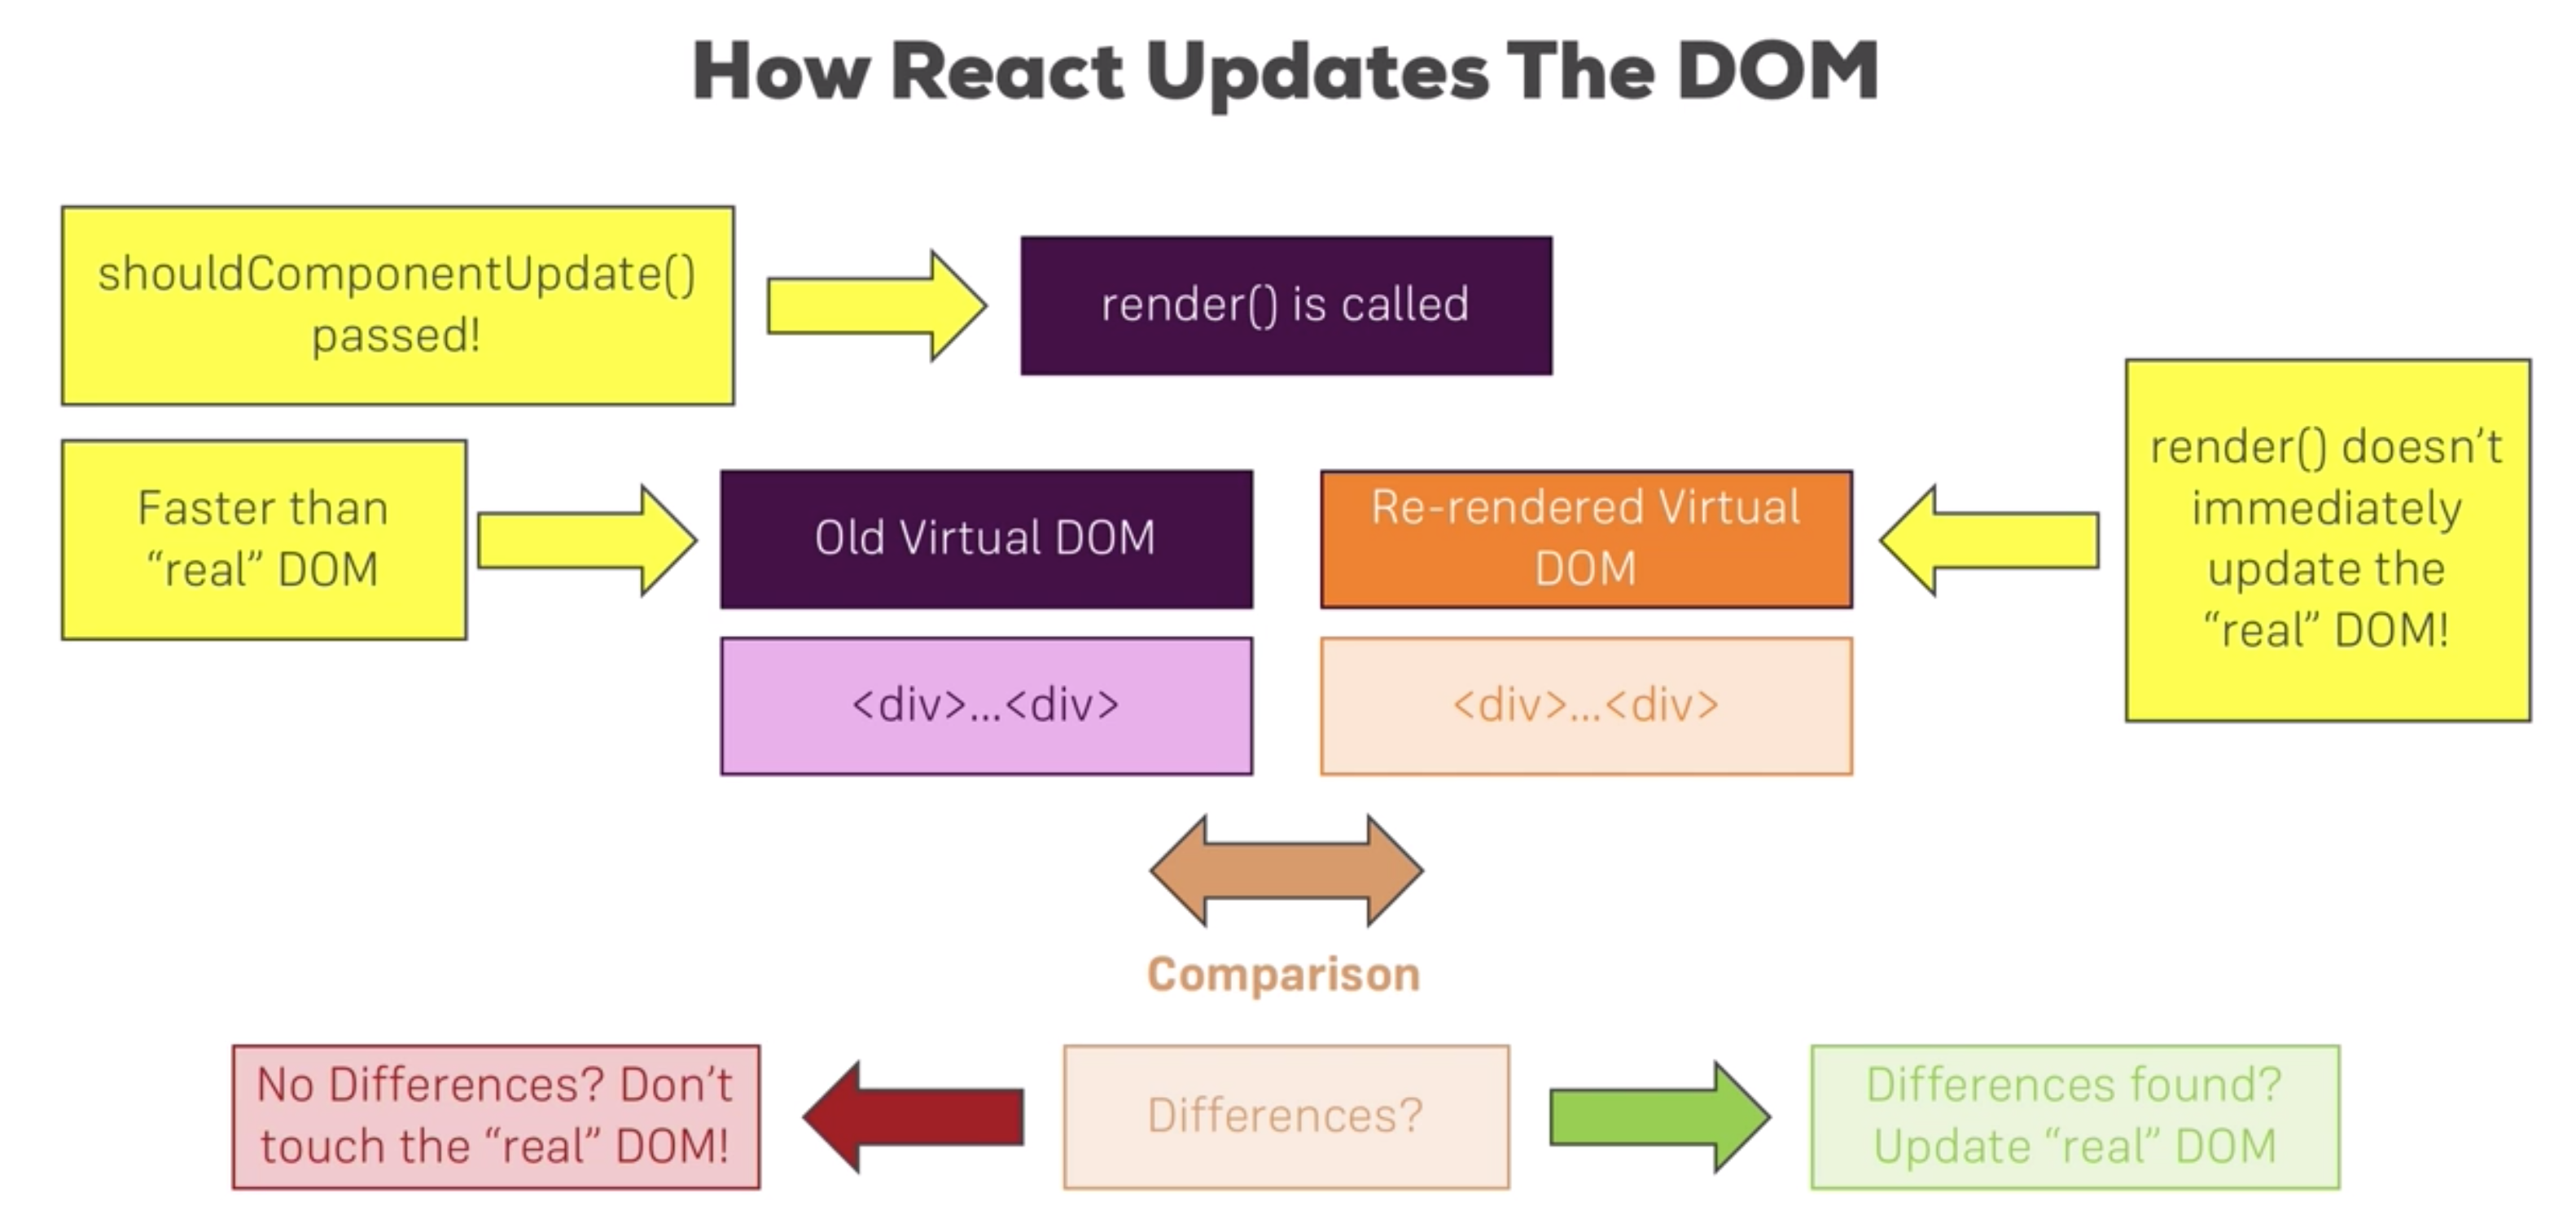 How React Updates The DOM
shouldComponentUpdate()
passed!
render() is called
Faster than
“real” DOM
Old Virtual DOM
Re-rendered Virtual
DOM
render() doesn’t
immediately
update the
“real” DOM!
<div>...<div>
<div>...<div>
Comparison
No Differences? Don’t
touch the “real” DOM!
Differences?
Differences found?
Update “real” DOM